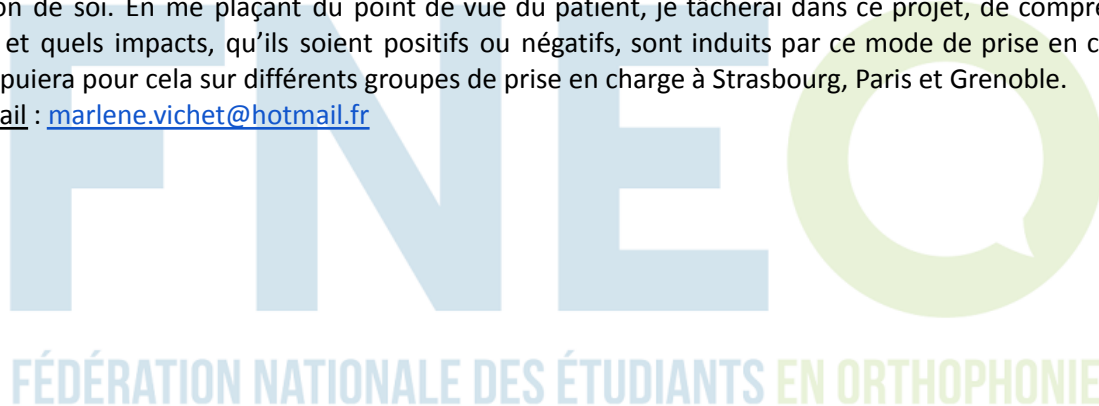 on de soi. En me plaçant du point de vue du patient, je tâcherai dans ce projet, de compre
et quels impacts, qu'ils soient positifs ou négatifs, sont induits par ce mode de prise en c
puiera pour cela sur différents groupes de prise en charge à Strasbourg, Paris et Grenoble.
ail : marlene.vichet@hotmail.fr
FNEO
FÉDÉRATION NATIONALE DES ÉTUDIANTS EN ORTHOPHONIE